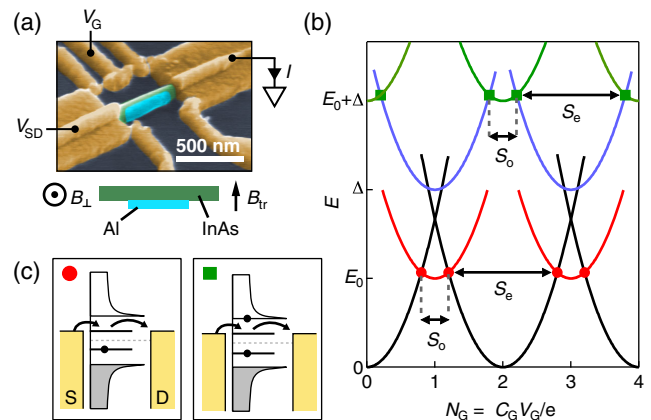 (a)
V_G
I
V_SD
500 nm
B_⊥
Al
InAs
B_tr
(b)
E
E_0+Δ
Δ
E_0
0
S_e
S_o
S_e
S_o
0 1 2 3 4
N_G = C_G V_G/e
(c)
S
D